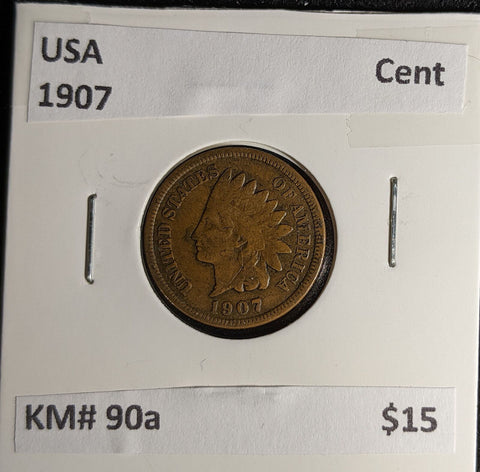 USA Cent
1907
UNITED STATES OF AMERICA
1907
KM# 90a $15